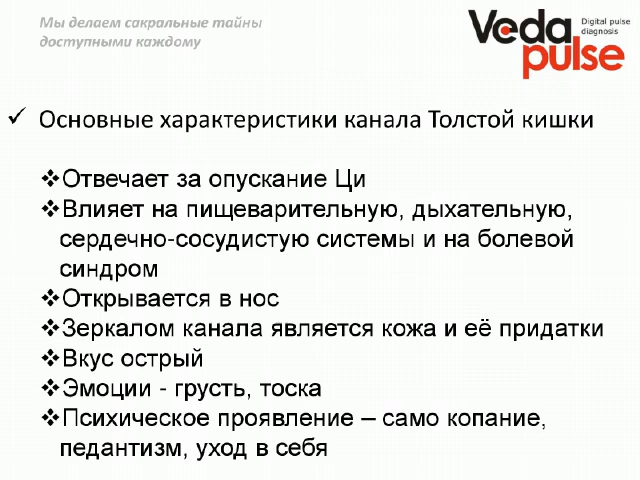 Мы делаем сакральные тайны
доступными каждому
Veda
pulse
Digital pulse
diagnosis
✓ Основные характеристики канала Толстой кишки
❖Отвечает за опускание Ци
❖Влияет на пищеварительную, дыхательную,
сердечно-сосудистую системы и на болевой
синдром
❖Открывается в нос
❖Зеркалом канала является кожа и её придатки
❖Вкус острый
❖Эмоции - грусть, тоска
❖Психическое проявление – само копание,
педантизм, уход в себя